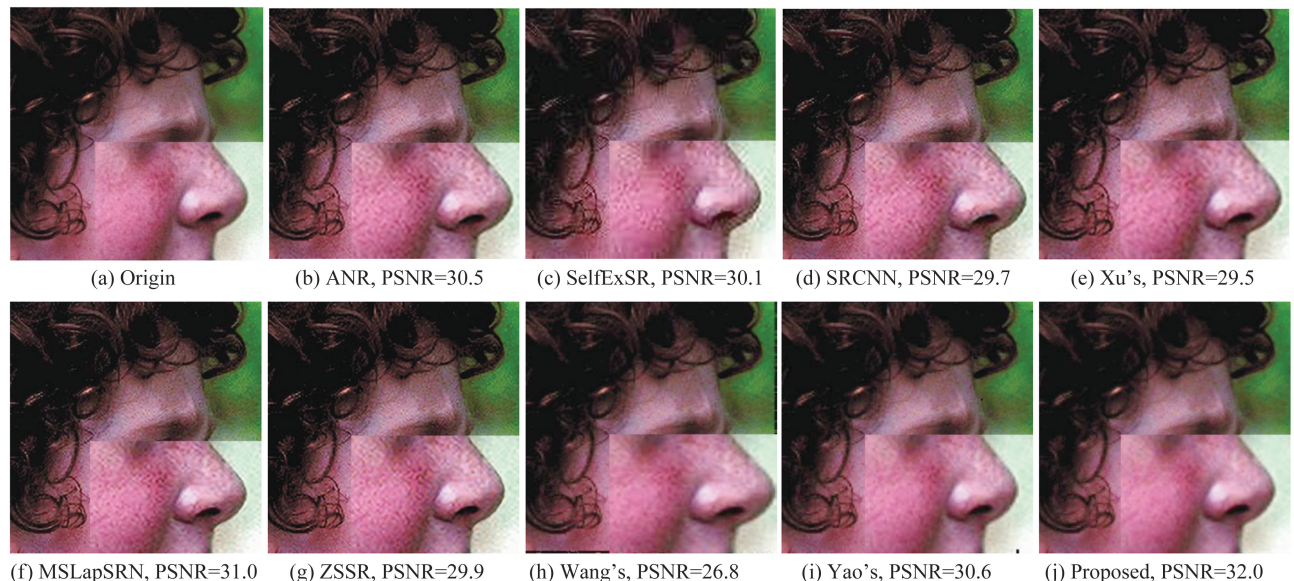 (a) Origin
(b) ANR, PSNR=30.5
(c) SelfExSR, PSNR=30.1
(d) SRCNN, PSNR=29.7
(e) Xu’s, PSNR=29.5
(f) MSLapSRN, PSNR=31.0
(g) ZSSR, PSNR=29.9
(h) Wang’s, PSNR=26.8
(i) Yao’s, PSNR=30.6
(j) Proposed, PSNR=32.0